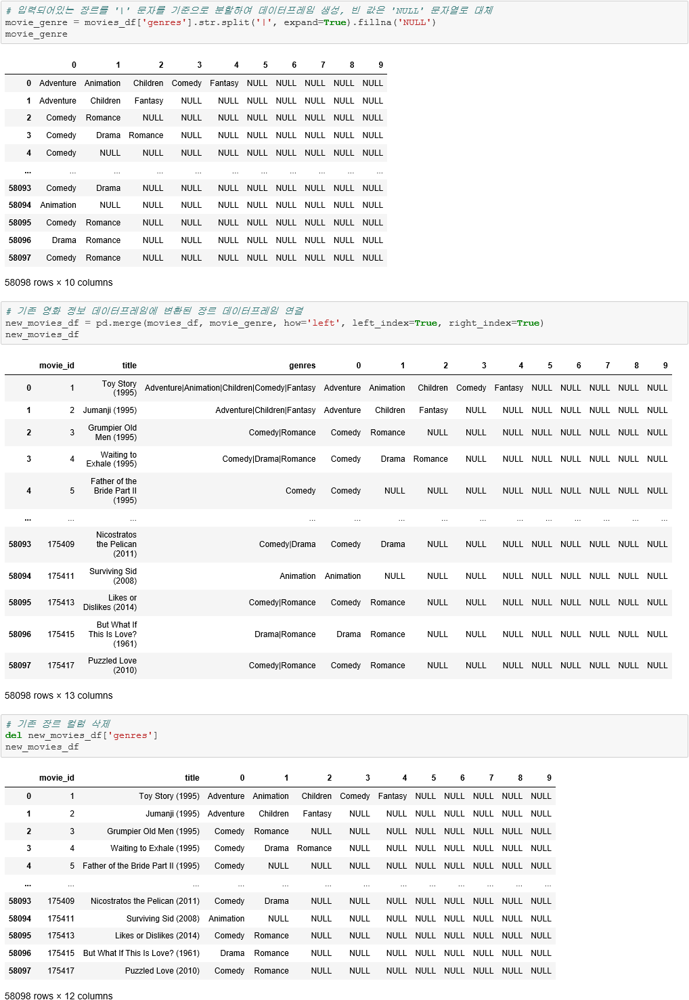 # 입력되어있는 장르를 '|' 문자를 기준으로 분할하여 데이터프레임 생성, 빈 값은 'NULL' 문자열로 대체
movie_genre = movies_df['genres'].str.split('|', expand=True).fillna('NULL')
movie_genre
0 1 2 3 4 5 6 7 8 9
0 Adventure Animation Children Comedy Fantasy NULL NULL NULL NULL NULL
1 Adventure Children Fantasy NULL NULL NULL NULL NULL NULL NULL
2 Comedy Romance NULL NULL NULL NULL NULL NULL NULL NULL
3 Comedy Drama Romance NULL NULL NULL NULL NULL NULL NULL
4 Comedy NULL NULL NULL NULL NULL NULL NULL NULL NULL
... ... ... ... ... ... ... ... ... ... ...
58093 Comedy Drama NULL NULL NULL NULL NULL NULL NULL NULL
58094 Animation NULL NULL NULL NULL NULL NULL NULL NULL NULL
58095 Comedy Romance NULL NULL NULL NULL NULL NULL NULL NULL
58096 Drama Romance NULL NULL NULL NULL NULL NULL NULL NULL
58097 Comedy Romance NULL NULL NULL NULL NULL NULL NULL NULL
58098 rows × 10 columns
# 기존 영화 정보 데이터프레임에 변환된 장르 데이터프레임 연결
new_movies_df = pd.merge(movies_df, movie_genre, how='left', left_index=True, right_index=True)
new_movies_df
movie_id title genres 0 1 2 3 4 5 6 7 8 9
0 1 Toy Story
(1995) Adventure|Animation|Children|Comedy|Fantasy Adventure Animation Children Comedy Fantasy NULL NULL NULL NULL NULL
1 2 Jumanji (1995) Adventure|Children|Fantasy Adventure Children Fantasy NULL NULL NULL NULL NULL NULL NULL
2 3 Grumpier Old
Men (1995) Comedy|Romance Comedy Romance NULL NULL NULL NULL NULL NULL NULL NULL
3 4 Waiting to
Exhale (1995) Comedy|Drama|Romance Comedy Drama Romance NULL NULL NULL NULL NULL NULL NULL
4 5 Father of the
Bride Part II
(1995) Comedy Comedy NULL NULL NULL NULL NULL NULL NULL NULL NULL
... ... ... ... ... ... ... ... ... ... ... ... ... ...
58093 175409 Nicostratos
the Pelican
(2011) Comedy|Drama Comedy Drama NULL NULL NULL NULL NULL NULL NULL NULL
58094 175411 Surviving Sid
(2008) Animation Animation NULL NULL NULL NULL NULL NULL NULL NULL NULL
58095 175413 Likes or
Dislikes (2014) Comedy|Romance Comedy Romance NULL NULL NULL NULL NULL NULL NULL NULL
58096 175415 But What If
This Is Love?
(1961) Drama|Romance Drama Romance NULL NULL NULL NULL NULL NULL NULL NULL
58097 175417 Puzzled Love
(2010) Comedy|Romance Comedy Romance NULL NULL NULL NULL NULL NULL NULL NULL
58098 rows × 13 columns
# 기존 장르 컬럼 삭제
del new_movies_df['genres']
new_movies_df
movie_id title 0 1 2 3 4 5 6 7 8 9
0 1 Toy Story (1995) Adventure Animation Children Comedy Fantasy NULL NULL NULL NULL NULL
1 2 Jumanji (1995) Adventure Children Fantasy NULL NULL NULL NULL NULL NULL NULL
2 3 Grumpier Old Men (1995) Comedy Romance NULL NULL NULL NULL NULL NULL NULL NULL
3 4 Waiting to Exhale (1995) Comedy Drama Romance NULL NULL NULL NULL NULL NULL NULL
4 5 Father of the Bride Part II (1995) Comedy NULL NULL NULL NULL NULL NULL NULL NULL NULL
... ... ... ... ... ... ... ... ... ... ... ... ...
58093 175409 Nicostratos the Pelican (2011) Comedy Drama NULL NULL NULL NULL NULL NULL NULL NULL
58094 175411 Surviving Sid (2008) Animation NULL NULL NULL NULL NULL NULL NULL NULL NULL
58095 175413 Likes or Dislikes (2014) Comedy Romance NULL NULL NULL NULL NULL NULL NULL NULL
58096 175415 But What If This Is Love? (1961) Drama Romance NULL NULL NULL NULL NULL NULL NULL NULL
58097 175417 Puzzled Love (2010) Comedy Romance NULL NULL NULL NULL NULL NULL NULL NULL
58098 rows × 12 columns